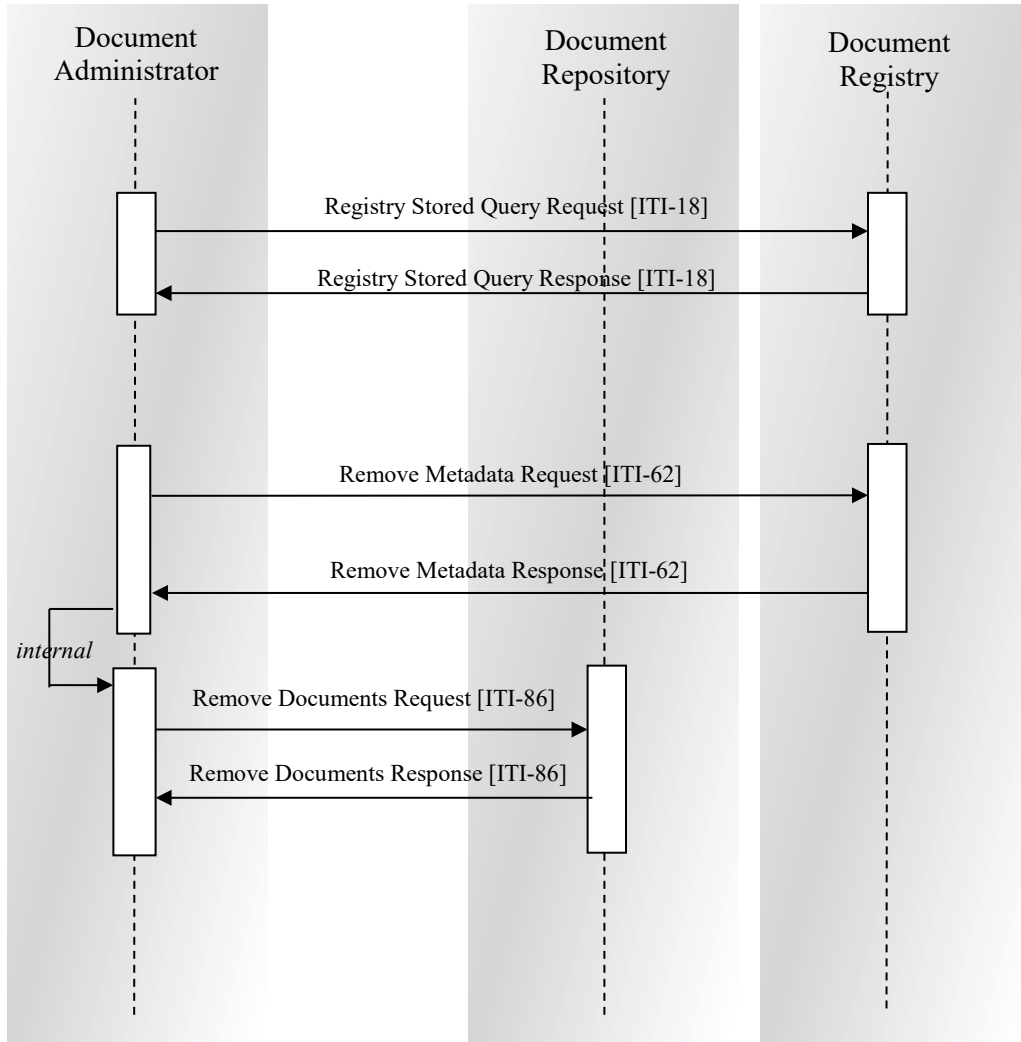 Document
Administrator
Document
Repository
Document
Registry
Registry Stored Query Request [ITI-18]
Registry Stored Query Response [ITI-18]
Remove Metadata Request [ITI-62]
Remove Metadata Response [ITI-62]
internal
Remove Documents Request [ITI-86]
Remove Documents Response [ITI-86]